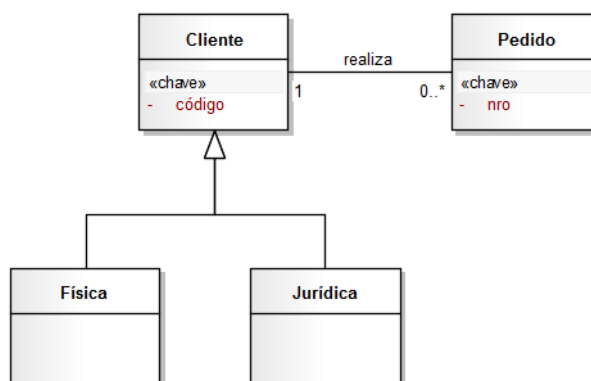 Cliente
Pedido
realiza
«chave»
- código
1
0..*
«chave»
- nro
Física
Jurídica